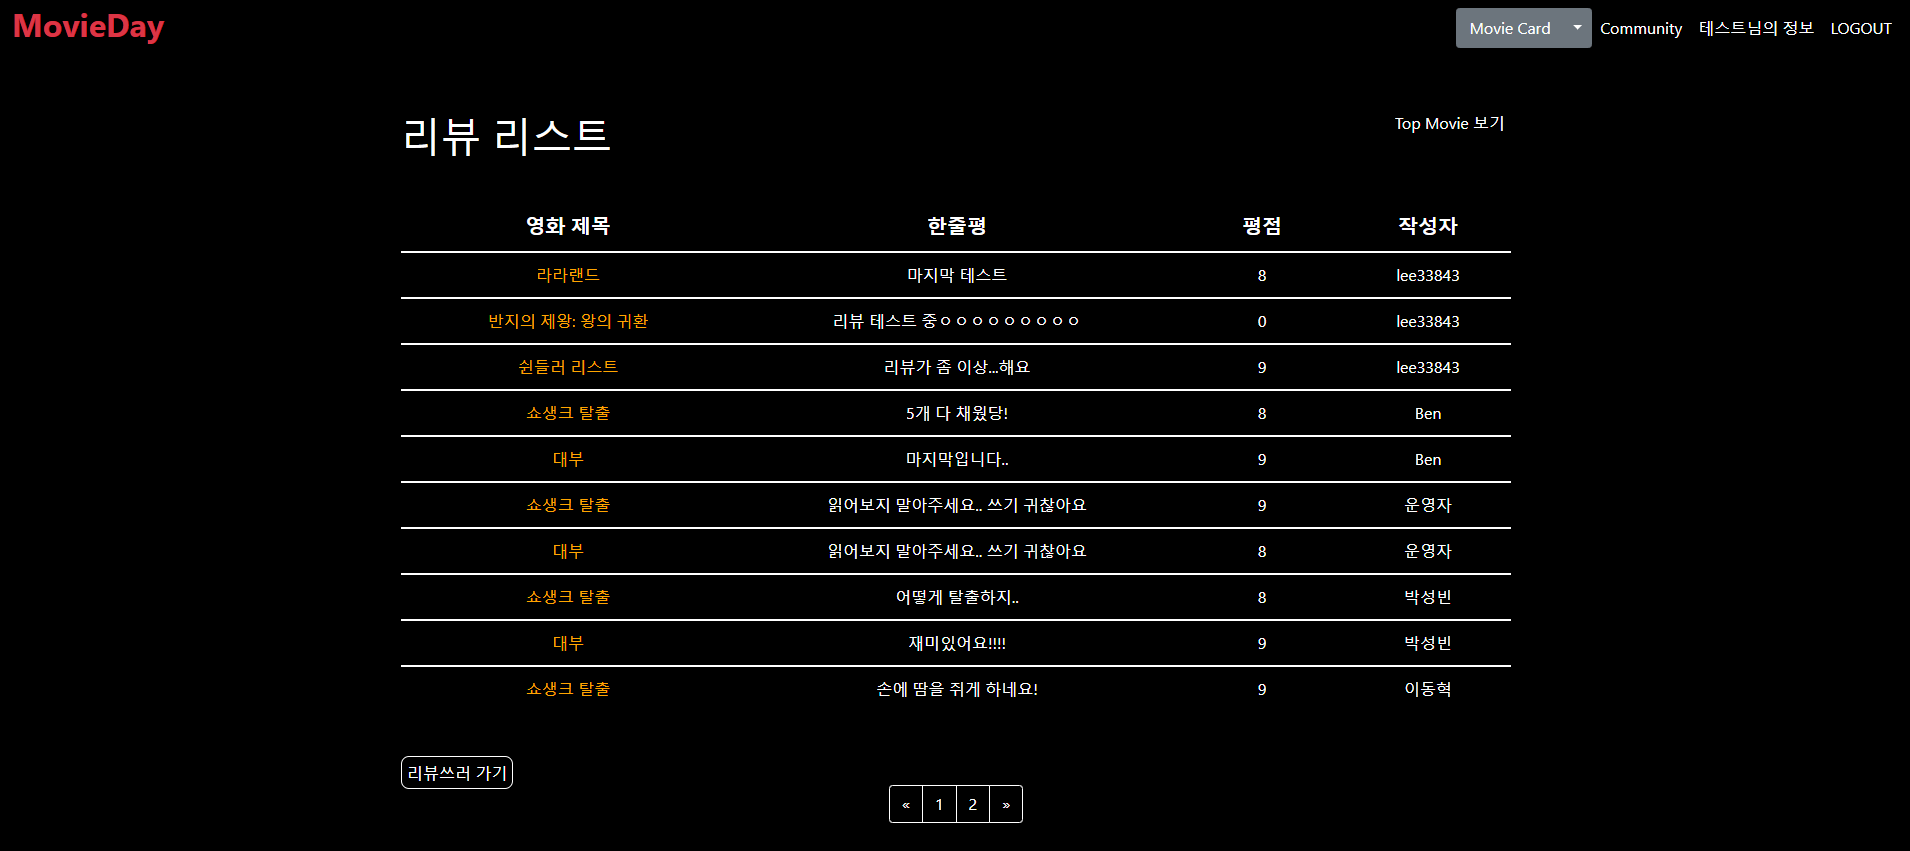 MovieDay Movie Card Community 테스트님의 정보 LOGOUT
리뷰 리스트 Top Movie 보기
영화 제목 한줄평 평점 작성자
라라랜드 마지막 테스트 8 lee33843
반지의 제왕: 왕의 귀환 리뷰 테스트 중ㅇㅇㅇㅇㅇㅇㅇㅇㅇ 0 lee33843
쉰들러 리스트 리뷰가 좀 이상...해요 9 lee33843
쇼생크 탈출 5개 다 채웠당! 8 Ben
대부 마지막입니다.. 9 Ben
쇼생크 탈출 읽어보지 말아주세요.. 쓰기 귀찮아요 9 운영자
대부 읽어보지 말아주세요.. 쓰기 귀찮아요 8 운영자
쇼생크 탈출 어떻게 탈출하지.. 8 박성빈
대부 재미있어요!!!! 9 박성빈
쇼생크 탈출 손에 땀을 쥐게 하네요! 9 이동혁
리뷰쓰러 가기
« 1 2 »